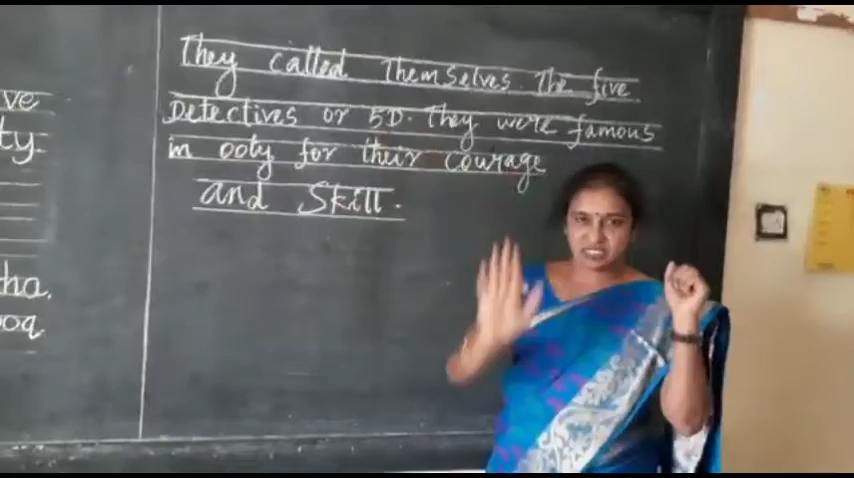 ve
ty
ha.
oq.
They called Themselves. The five
Detectives or 5D. They were famous
in ooty for their courage
and Skill.